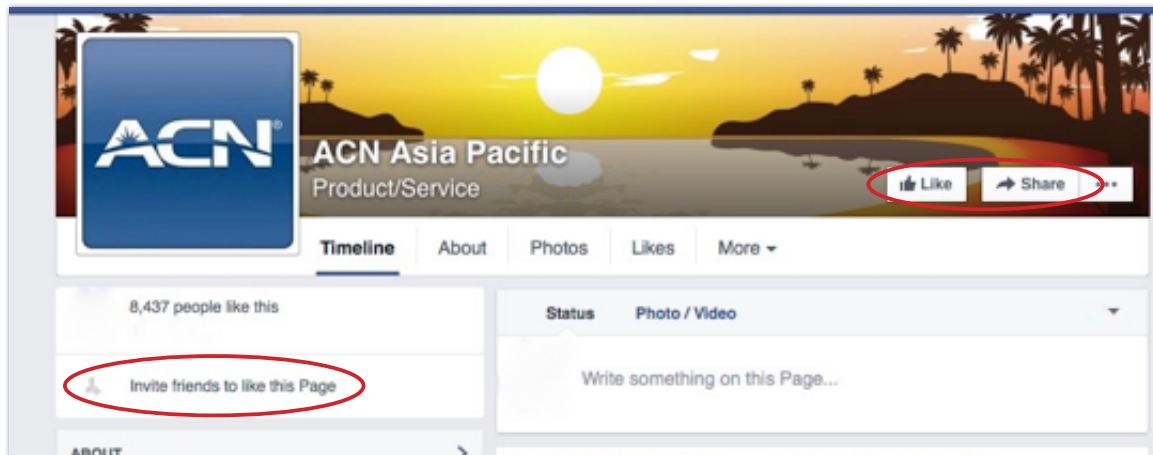 ACN®
ACN Asia Pacific
Product/Service
Like
Share
Timeline
About
Photos
Likes
More
8,437 people like this
Status
Photo / Video
Write something on this Page...
Invite friends to like this Page
ABOUT